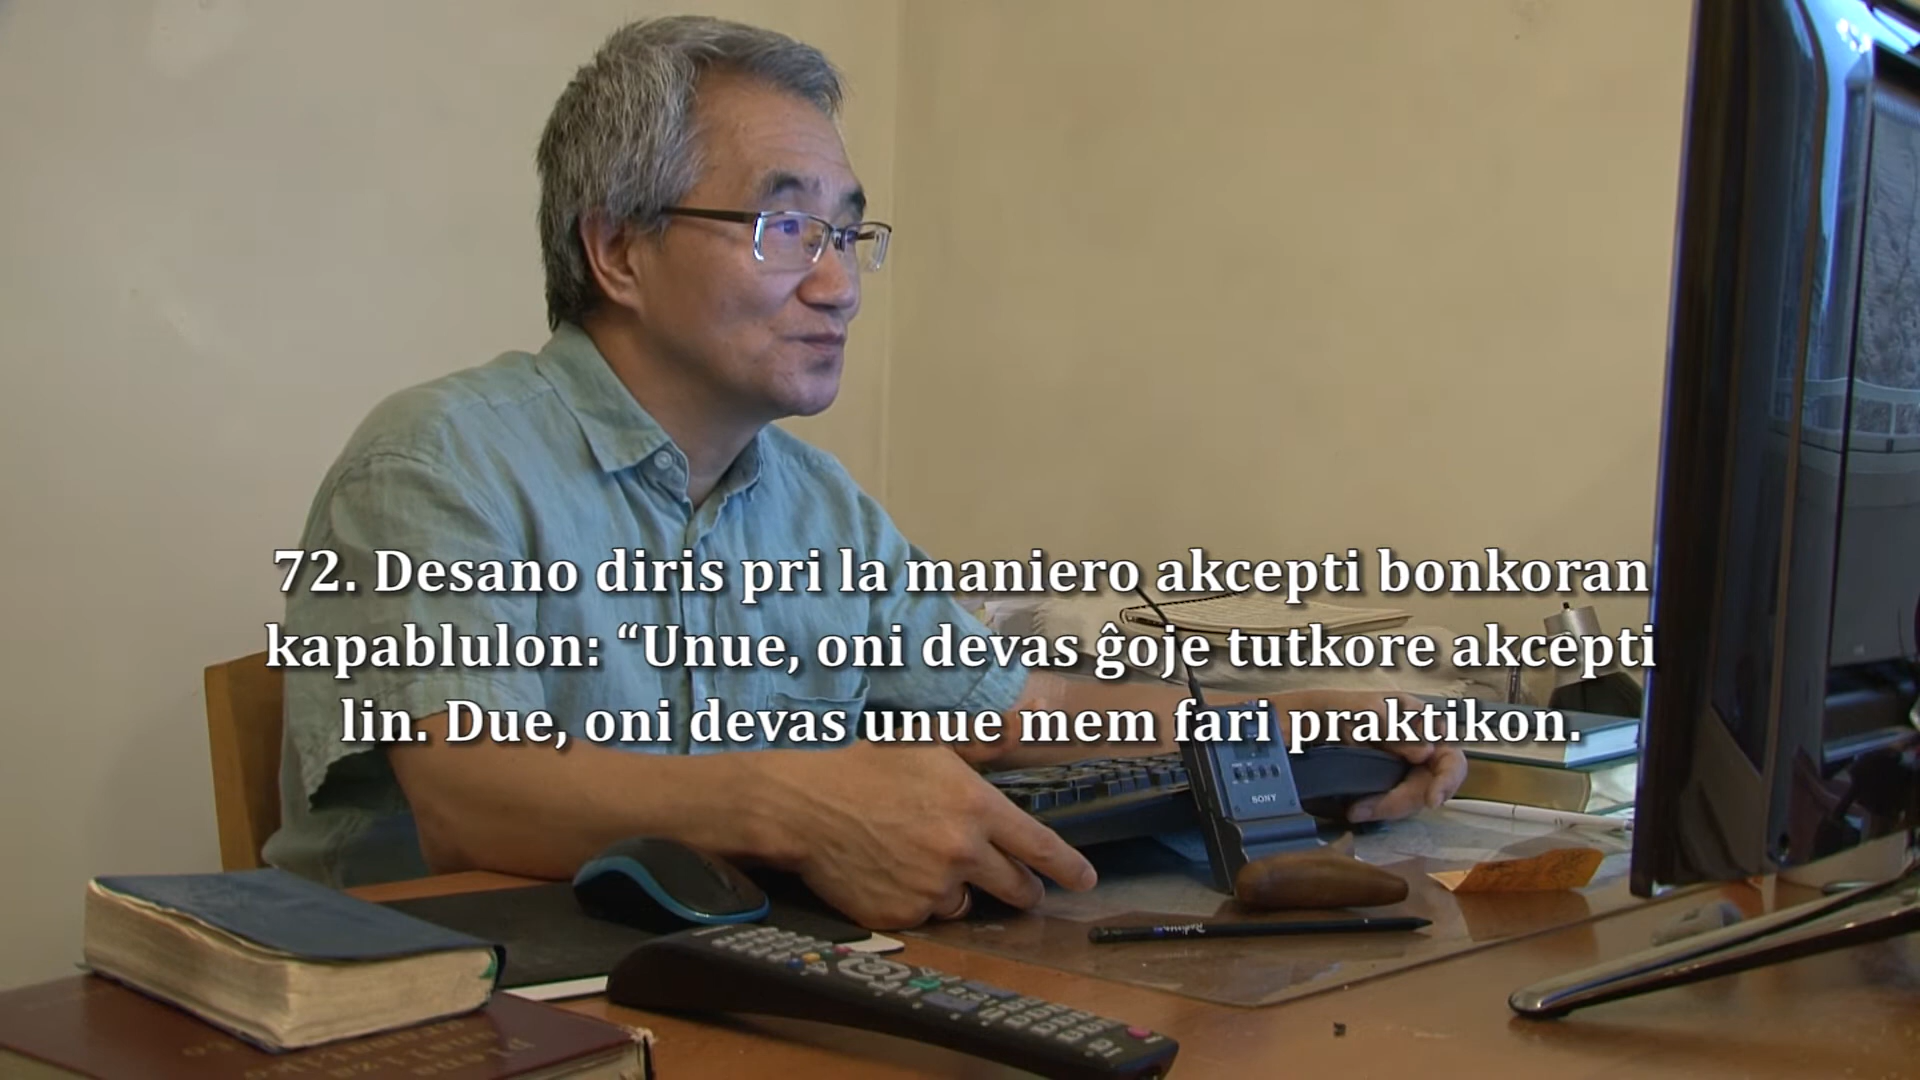 72. Desano diris pri la maniero akcepti bonkoran
kapablulon: “Unue, oni devas ĝoje tutkore akcepti
lin. Due, oni devas unue mem fari praktikon.
SONY